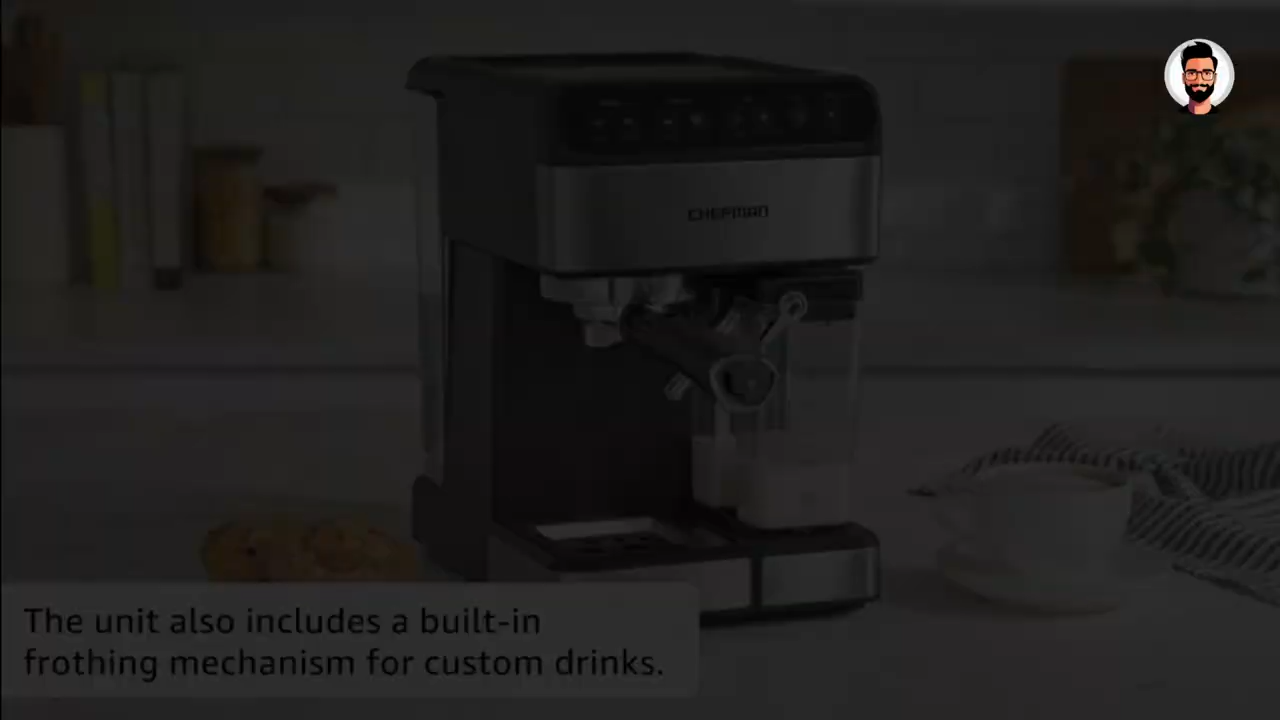 CHEFMAN
The unit also includes a built-in
frothing mechanism for custom drinks.